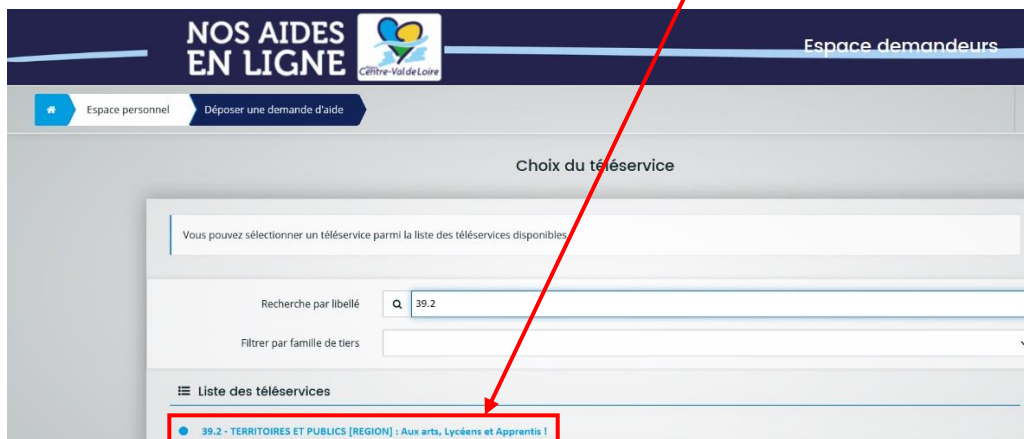 NOS AIDES
EN LIGNE
Centre-Val de Loire
Espace demandeurs
Espace personnel
Déposer une demande d'aide
Choix du téléservice
Vous pouvez sélectionner un téléservice parmi la liste des téléservices disponibles
Recherche par libellé
39.2
Filtrer par famille de tiers
Liste des téléservices
39.2 - TERRITOIRES ET PUBLICS [REGION] : Aux arts, Lycéens et Apprentis !